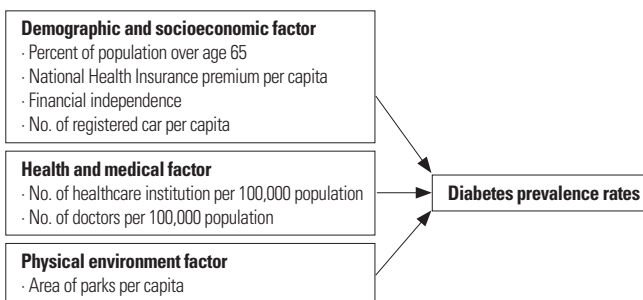 Demographic and socioeconomic factor
· Percent of population over age 65
· National Health Insurance premium per capita
· Financial independence
· No. of registered car per capita
Health and medical factor
· No. of healthcare institution per 100,000 population
· No. of doctors per 100,000 population
Physical environment factor
· Area of parks per capita
Diabetes prevalence rates